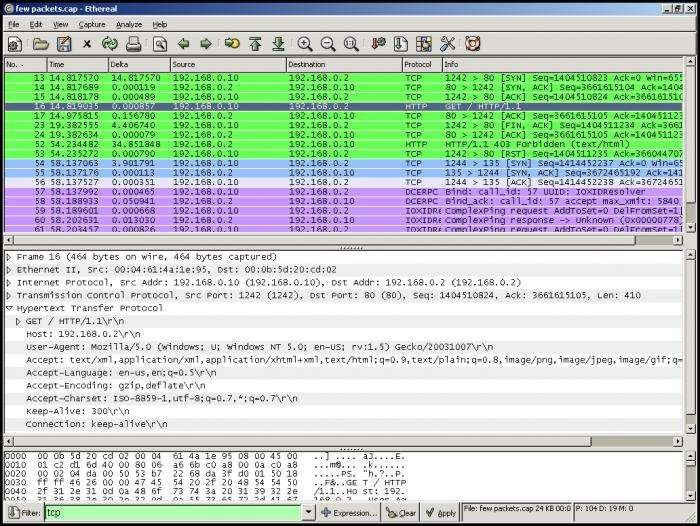 few packets.cap - Ethereal
File Edit View Capture Analyze Help
No. Time Delta Source Destination Protocol Info
13 14.817570 14.817570 192.168.0.10 192.168.0.2 TCP 1242 > 80 [SYN] Seq=1404510823 Ack=0 Win=655
14 14.817689 0.000119 192.168.0.2 192.168.0.10 TCP 80 > 1242 [SYN, ACK] Seq=3661615104 Ack=14045
15 14.818178 0.000489 192.168.0.10 192.168.0.2 TCP 1242 > 80 [ACK] Seq=1404510824 Ack=3661615105
16 14.819035 0.000857 192.168.0.10 192.168.0.2 HTTP GET / HTTP/1.1
17 14.975815 0.156780 192.168.0.2 192.168.0.10 TCP 80 > 1242 [ACK] Seq=3661615105
23 19.382555 4.406740 192.168.0.10 192.168.0.2 TCP 1242 > 80 [FIN, ACK] Seq=1404511234
24 19.382634 0.000079 192.168.0.2 192.168.0.10 TCP 80 > 1242 [ACK] Seq=3661615105
52 54.234482 34.851848 192.168.0.2 192.168.0.10 HTTP HTTP/1.1 403 Forbidden (text/html)
53 54.235272 0.000790 192.168.0.10 192.168.0.2 TCP 1242 > 80 [RST] Seq=1404511235 Ack=366044707
54 58.137063 3.901791 192.168.0.10 192.168.0.2 TCP 1244 > 135 [SYN] Seq=1414452237 Ack=0 Win=65
55 58.137176 0.000113 192.168.0.2 192.168.0.10 TCP 135 > 1244 [SYN, ACK] Seq=3672465192 Ack=141
56 58.137527 0.000351 192.168.0.10 192.168.0.2 TCP 1244 > 135 [ACK] Seq=1414452238 Ack=36724651
57 58.137992 0.000465 192.168.0.10 192.168.0.2 DCERPC Bind: call_id: 57 UUID: IOXIDResolver
58 58.188933 0.050941 192.168.0.2 192.168.0.10 DCERPC Bind_ack: call_id: 57 accept max_xmit: 5840
59 58.189601 0.000668 192.168.0.10 192.168.0.2 IOXIDRe ComplexPing request AddToSet=0 DelFromSet=1
60 58.202631 0.013030 192.168.0.2 192.168.0.10 IOXIDRe ComplexPing response -> Unknown (0x00000778)
61 58.203457 0.000826 192.168.0.10 192.168.0.2 IOXIDRe ComplexPing request AddToSet=0 DelFromSet=1
Frame 16 (464 bytes on wire, 464 bytes captured)
Ethernet II, Src: 00:04:61:4a:1e:95, Dst: 00:0b:5d:20:cd:02
Internet Protocol, Src Addr: 192.168.0.10 (192.168.0.10), Dst Addr: 192.168.0.2 (192.168.0.2)
Transmission Control Protocol, Src Port: 1242 (1242), Dst Port: 80 (80), Seq: 1404510824, Ack: 3661615105, Len: 410
Hypertext Transfer Protocol
GET / HTTP/1.1\r\n
Host: 192.168.0.2\r\n
User-Agent: Mozilla/5.0 (Windows; U; Windows NT 5.0; en-US; rv:1.5) Gecko/20031007\r\n
Accept: text/xml,application/xml,application/xhtml+xml,text/html;q=0.9,text/plain;q=0.8,image/png,image/jpeg,image/gif;q=
Accept-Language: en-us,en;q=0.5\r\n
Accept-Encoding: gzip,deflate\r\n
Accept-Charset: ISO-8859-1,utf-8;q=0.7,*;q=0.7\r\n
Keep-Alive: 300\r\n
Connection: keep-alive\r\n
0000 00 0b 5d 20 cd 02 00 04 61 4a 1e 95 08 00 45 00 ..] .... aJ....E.
0010 01 c2 d1 6d 40 00 80 06 a6 6b c0 a8 00 0a c0 a8 ...m@... .k......
0020 00 02 04 da 00 50 53 b7 22 68 da 3f d0 01 50 18 .....PS. "h.?..P.
0030 ff ff 46 26 00 00 47 45 54 20 2f 20 48 54 54 50 ..F&..GE T / HTTP
0040 2f 31 2e 31 0d 0a 48 6f 73 74 3a 20 31 39 32 2e /1.1..Ho st: 192.
Filter: tcp Expression... Clear Apply File: few packets.cap 24 KB 00:0 P: 104 D: 19 M: 0